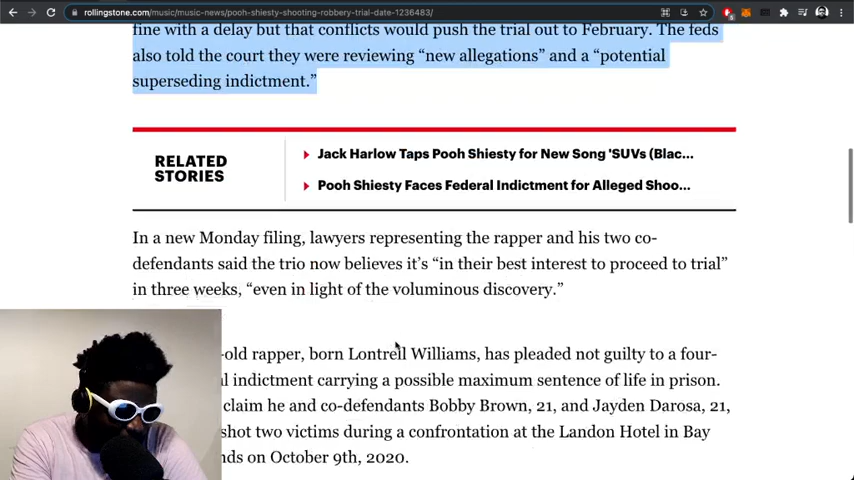 rollingstone.com/music/music-news/pooh-shiesty-shooting-robbery-trial-date-1236483/
fine with a delay but that conflicts would push the trial out to February. The feds
also told the court they were reviewing “new allegations” and a “potential
superseding indictment.”
RELATED
STORIES
Jack Harlow Taps Pooh Shiesty for New Song 'SUVs (Blac...
Pooh Shiesty Faces Federal Indictment for Alleged Shoo...
In a new Monday filing, lawyers representing the rapper and his two co-
defendants said the trio now believes it’s “in their best interest to proceed to trial”
in three weeks, “even in light of the voluminous discovery.”
-old rapper, born Lontrell Williams, has pleaded not guilty to a four-
l indictment carrying a possible maximum sentence of life in prison.
claim he and co-defendants Bobby Brown, 21, and Jayden Darosa, 21,
shot two victims during a confrontation at the Landon Hotel in Bay
nds on October 9th, 2020.